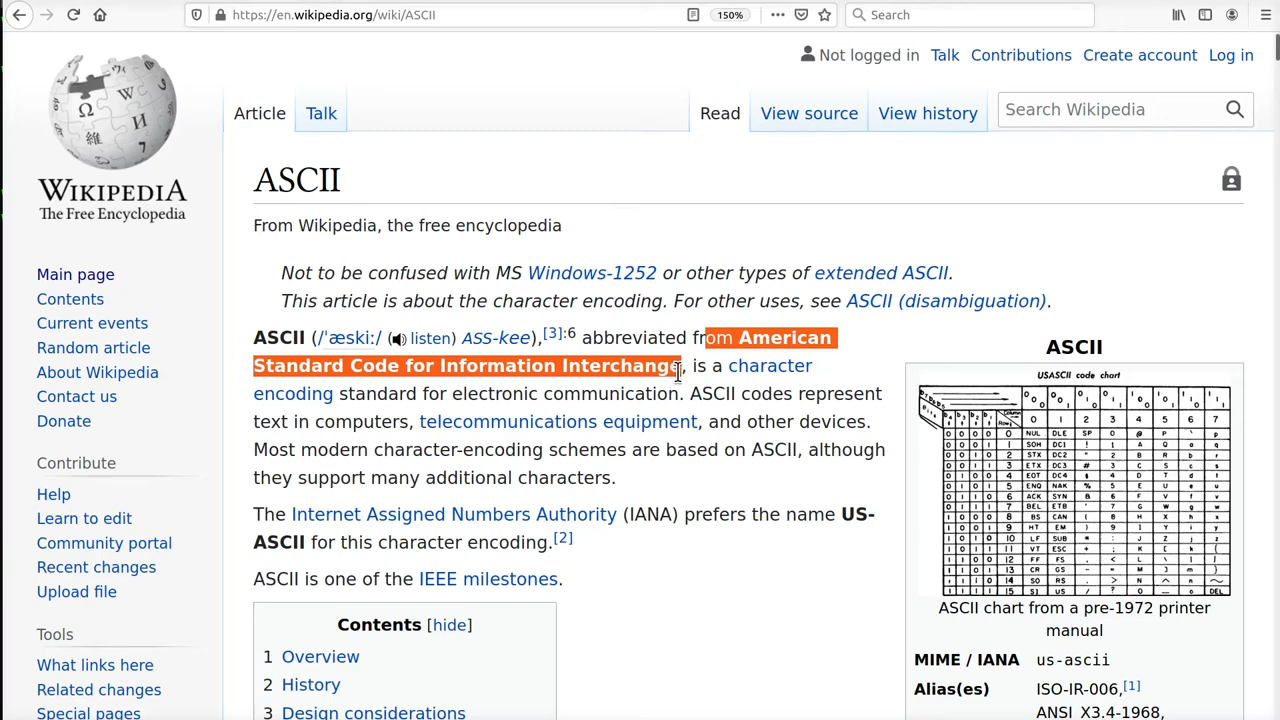 https://en.wikipedia.org/wiki/ASCII
150%
Search
Not logged in Talk Contributions Create account Log in
Article Talk Read View source View history Search Wikipedia
WIKIPEDIA
The Free Encyclopedia
Main page
Contents
Current events
Random article
About Wikipedia
Contact us
Donate
Contribute
Help
Learn to edit
Community portal
Recent changes
Upload file
Tools
What links here
Related changes
Special pages
ASCII
From Wikipedia, the free encyclopedia
Not to be confused with MS Windows-1252 or other types of extended ASCII.
This article is about the character encoding. For other uses, see ASCII (disambiguation).
ASCII (/ˈæskiː/ (listen) ASS-kee),[3]:6 abbreviated from American
Standard Code for Information Interchange, is a character
encoding standard for electronic communication. ASCII codes represent
text in computers, telecommunications equipment, and other devices.
Most modern character-encoding schemes are based on ASCII, although
they support many additional characters.
The Internet Assigned Numbers Authority (IANA) prefers the name US-
ASCII for this character encoding.[2]
ASCII is one of the IEEE milestones.
Contents [hide]
1 Overview
2 History
3 Design considerations
ASCII
USASCII code chart
ASCII chart from a pre-1972 printer
manual
MIME / IANA us-ascii
Alias(es) ISO-IR-006,[1]
ANSI X3.4-1968,